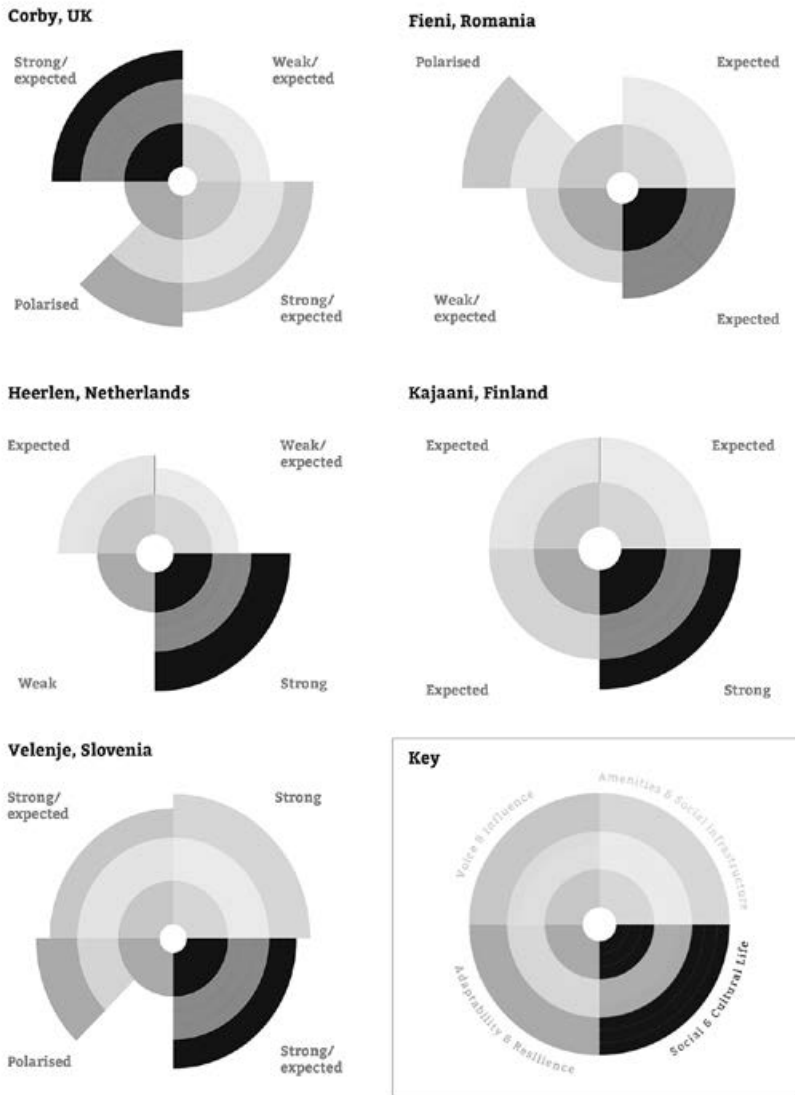 Corby, UK
Strong/
expected
Weak/
expected
Polarised
Strong/
expected
Fieni, Romania
Polarised
Expected
Weak/
expected
Expected
Heerlen, Netherlands
Expected
Weak/
expected
Weak
Strong
Kajaani, Finland
Expected
Expected
Expected
Strong
Velenje, Slovenia
Strong/
expected
Strong
Polarised
Strong/
expected
Key
Voice & Influence
Amenities & Social Infrastructure
Adaptability & Resilience
Social & Cultural Life